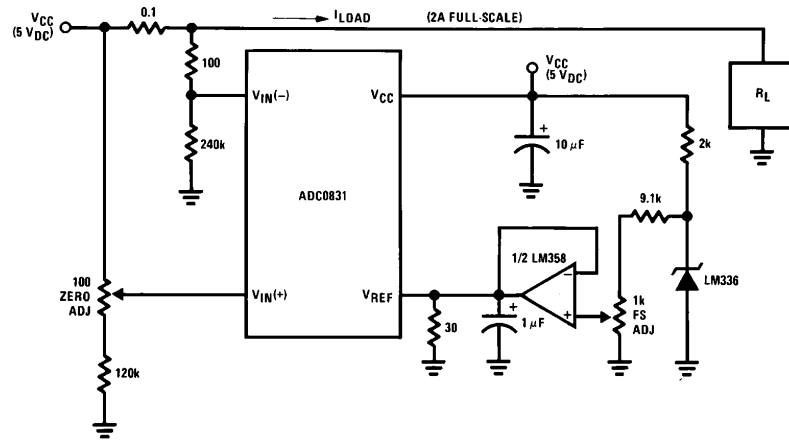 VCC
(5 VDC)
0.1
ILOAD
(2A FULL-SCALE)
100
VIN(−)
240k
ADC0831
VCC
VCC
(5 VDC)
10 μF
RL
2k
9.1k
LM336
1/2 LM358
−
+
VREF
30
+
1 μF
+
1k
FS
ADJ
VIN(+)
100
ZERO
ADJ
120k